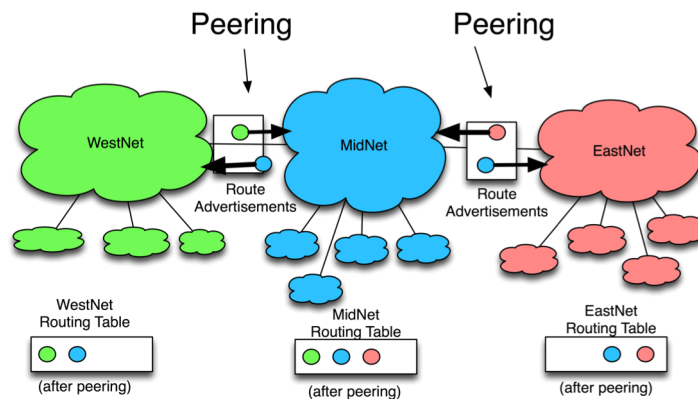 Peering
Peering
WestNet
MidNet
EastNet
Route
Advertisements
Route
Advertisements
WestNet
Routing Table
(after peering)
MidNet
Routing Table
(after peering)
EastNet
Routing Table
(after peering)